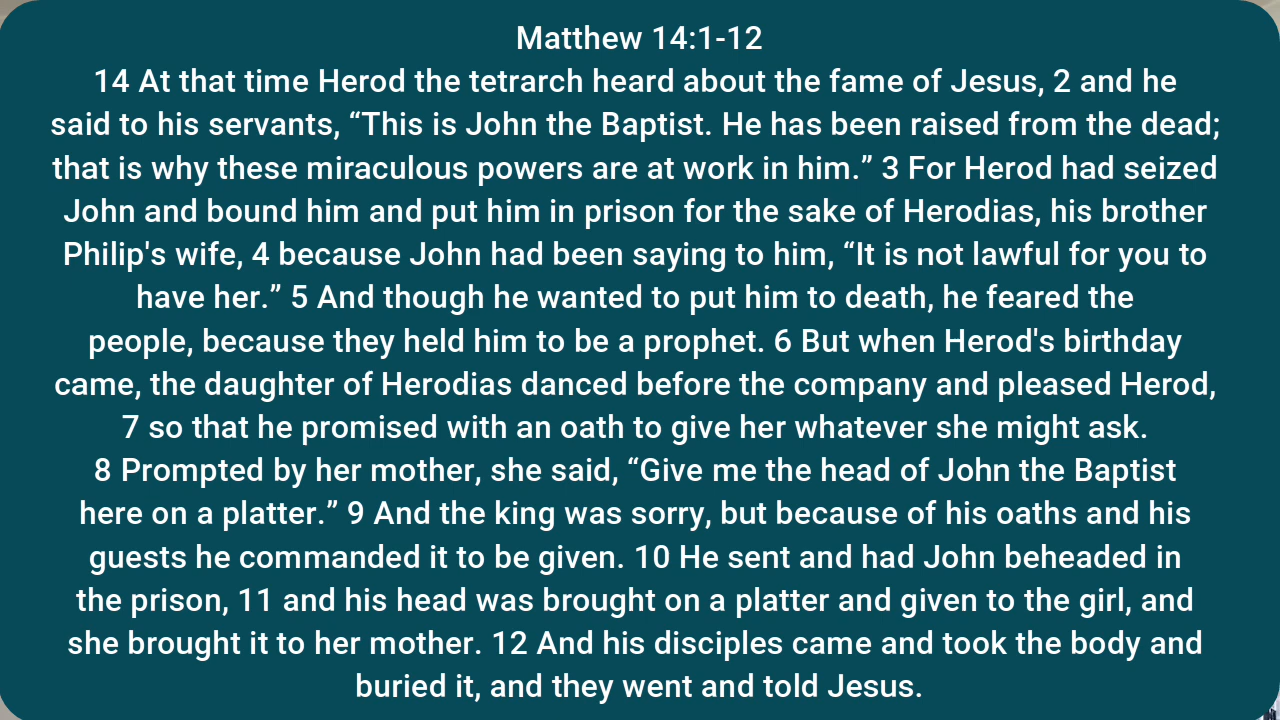 Matthew 14:1-12
14 At that time Herod the tetrarch heard about the fame of Jesus, 2 and he
said to his servants, “This is John the Baptist. He has been raised from the dead;
that is why these miraculous powers are at work in him.” 3 For Herod had seized
John and bound him and put him in prison for the sake of Herodias, his brother
Philip's wife, 4 because John had been saying to him, “It is not lawful for you to
have her.” 5 And though he wanted to put him to death, he feared the
people, because they held him to be a prophet. 6 But when Herod's birthday
came, the daughter of Herodias danced before the company and pleased Herod,
7 so that he promised with an oath to give her whatever she might ask.
8 Prompted by her mother, she said, “Give me the head of John the Baptist
here on a platter.” 9 And the king was sorry, but because of his oaths and his
guests he commanded it to be given. 10 He sent and had John beheaded in
the prison, 11 and his head was brought on a platter and given to the girl, and
she brought it to her mother. 12 And his disciples came and took the body and
buried it, and they went and told Jesus.